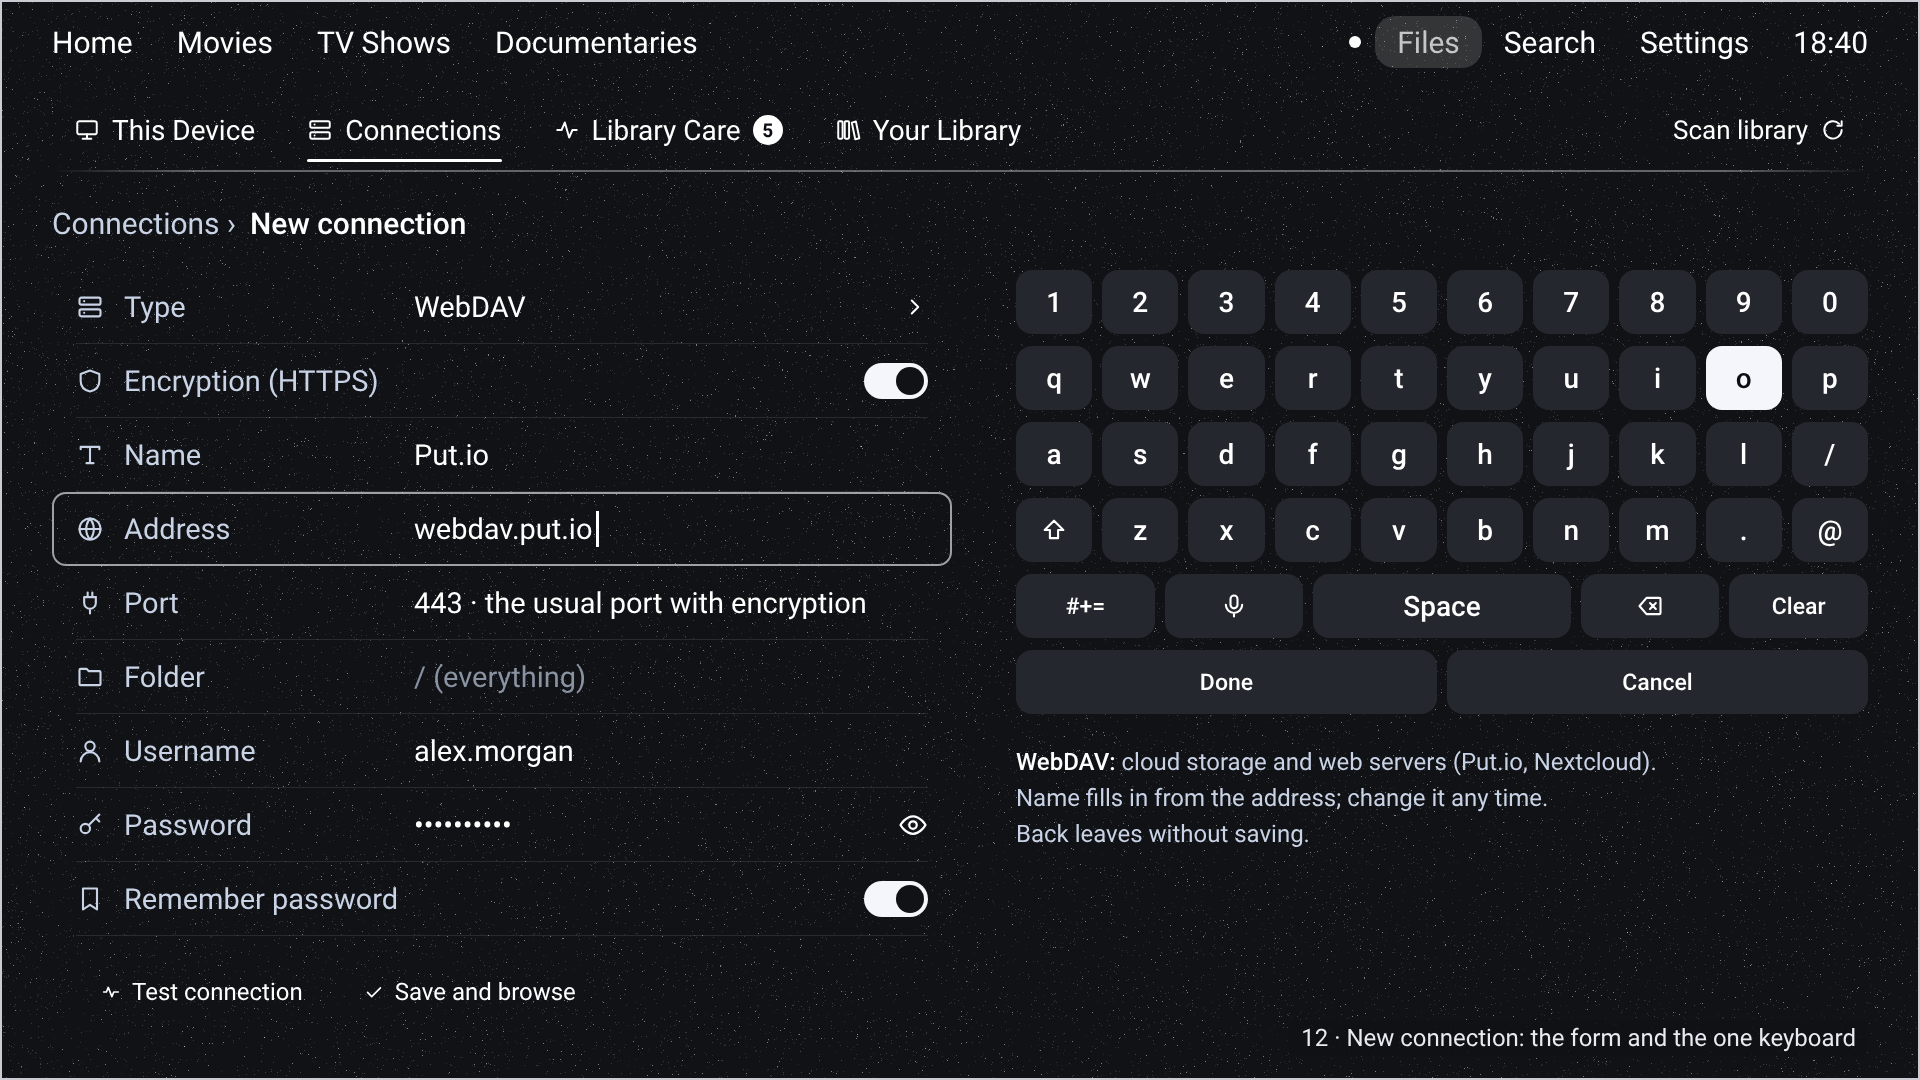 Home Movies TV Shows Documentaries Files Search Settings 18:40
This Device Connections Library Care 5 Your Library Scan library
Connections › New connection
Type WebDAV
Encryption (HTTPS)
Name Put.io
Address webdav.put.io
Port 443 · the usual port with encryption
Folder / (everything)
Username alex.morgan
Password ••••••••••
Remember password
Test connection Save and browse
1 2 3 4 5 6 7 8 9 0
q w e r t y u i o p
a s d f g h j k l /
z x c v b n m . @
#+= Space Clear
Done Cancel
WebDAV: cloud storage and web servers (Put.io, Nextcloud).
Name fills in from the address; change it any time.
Back leaves without saving.
12 · New connection: the form and the one keyboard